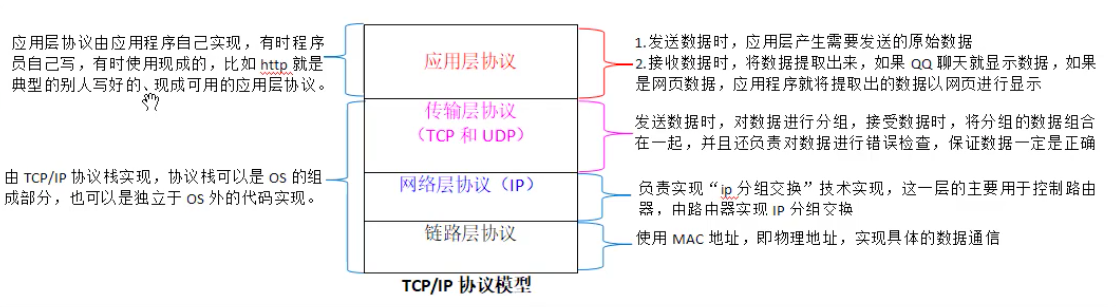 应用层协议由应用程序自己实现，有时程序
员自己写，有时使用现成的，比如 http 就是
典型的别人写好的、现成可用的应用层协议。
由 TCP/IP 协议栈实现，协议栈可以是 OS 的组
成部分，也可以是独立于 OS 外的代码实现。
应用层协议
传输层协议
（TCP 和 UDP）
网络层协议（IP）
链路层协议
TCP/IP 协议模型
1.发送数据时，应用层产生需要发送的原始数据
2.接收数据时，将数据提取出来，如果 QQ 聊天就显示数据，如果
是网页数据，应用程序就将提取出的数据以网页进行显示
发送数据时，对数据进行分组，接受数据时，将分组的数据组合
在一起，并且还负责对数据进行错误检查，保证数据一定是正确
负责实现“ip 分组交换”技术实现，这一层的主要用于控制路由
器，由路由器实现 IP 分组交换
使用 MAC 地址，即物理地址，实现具体的数据通信